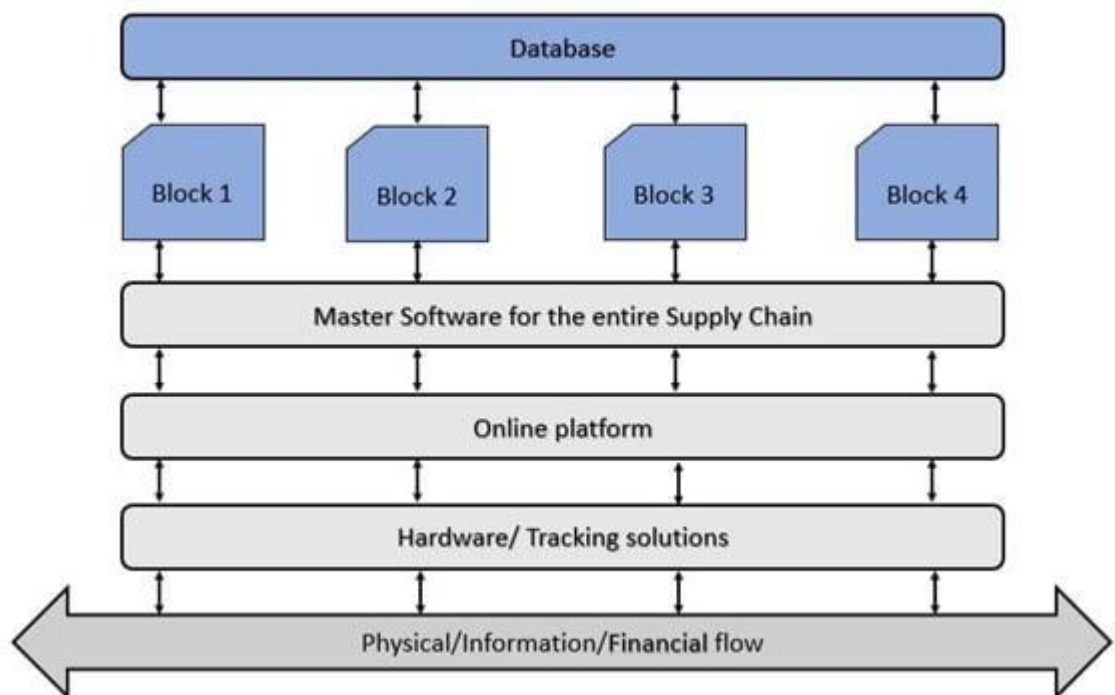 Database
Block 1
Block 2
Block 3
Block 4
Master Software for the entire Supply Chain
Online platform
Hardware/ Tracking solutions
Physical/Information/Financial flow